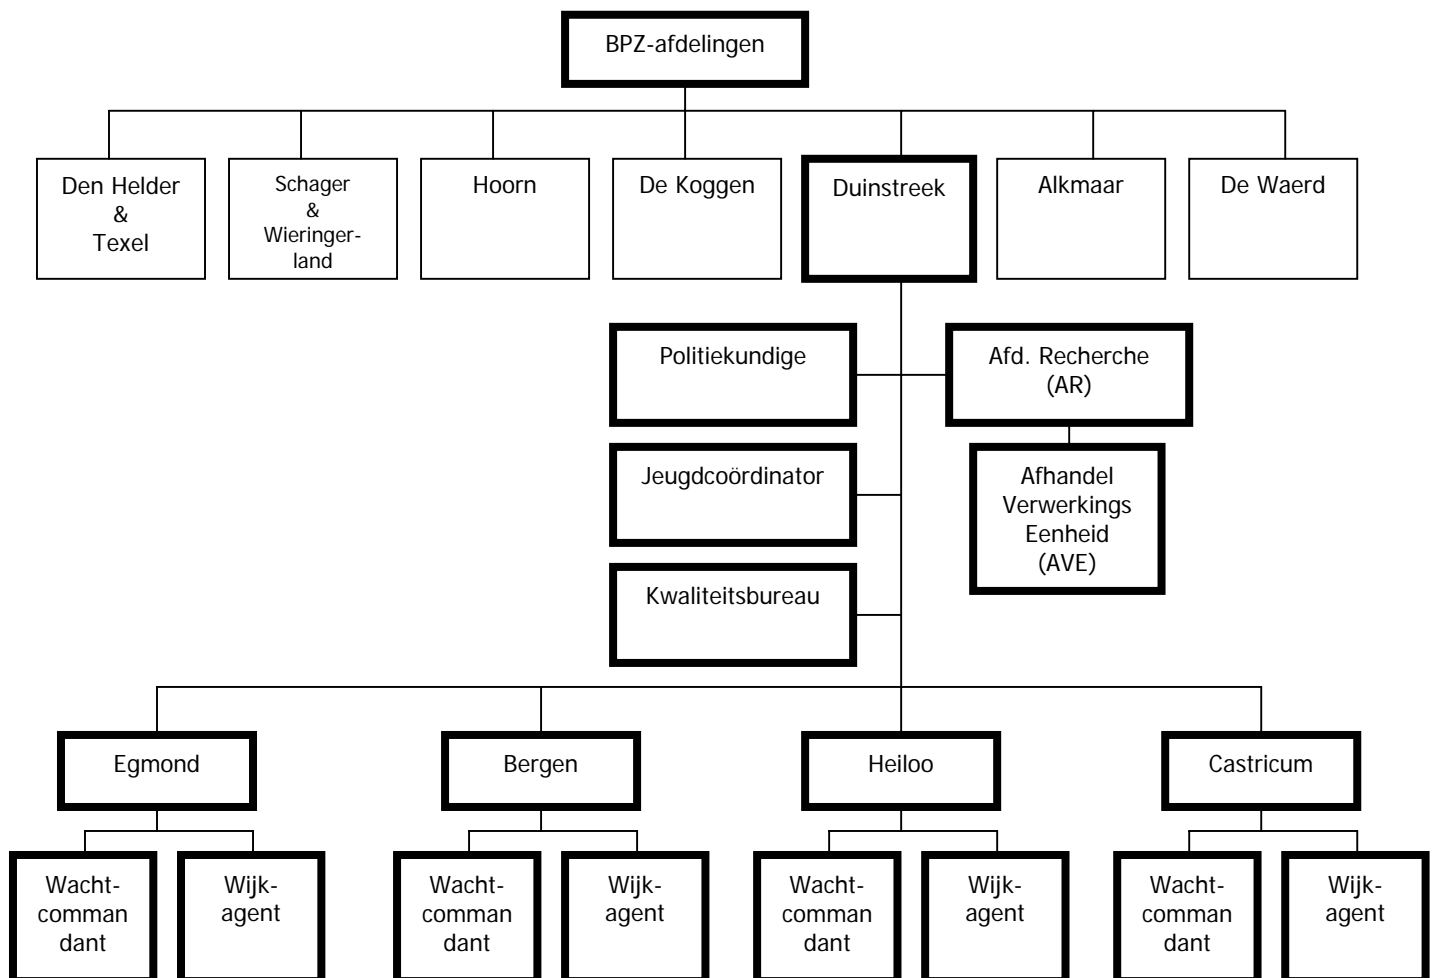 BPZ-afdelingen
Den Helder
&
Texel
Schager
&
Wieringer-
land
Hoorn
De Koggen
Duinstreek
Alkmaar
De Waerd
Politiekundige
Afd. Recherche
(AR)
Jeugdcoördinator
Afhandel
Verwerkings
Eenheid
(AVE)
Kwaliteitsbureau
Egmond
Bergen
Heiloo
Castricum
Wacht-
comman
dant
Wijk-
agent
Wacht-
comman
dant
Wijk-
agent
Wacht-
comman
dant
Wijk-
agent
Wacht-
comman
dant
Wijk-
agent